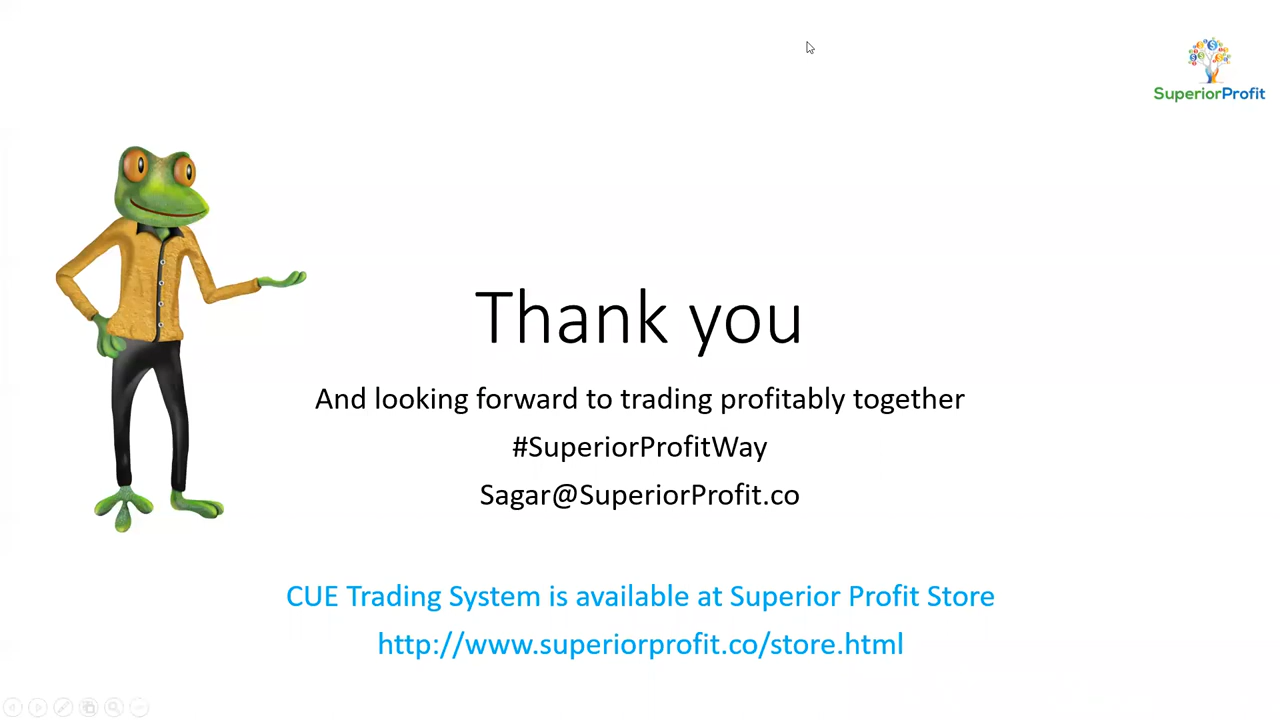 SuperiorProfit
Thank you
And looking forward to trading profitably together
#SuperiorProfitWay
Sagar@SuperiorProfit.co
CUE Trading System is available at Superior Profit Store
http://www.superiorprofit.co/store.html